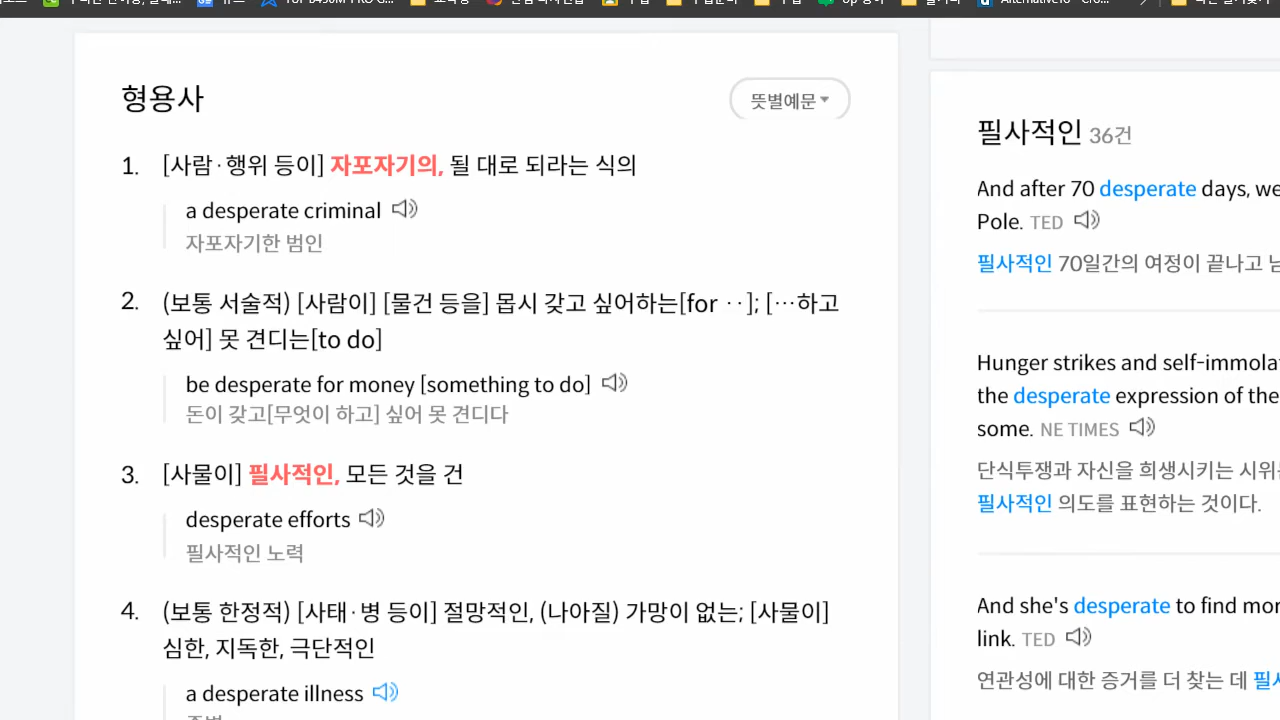 형용사
뜻별예문
1. [사람·행위 등이] 자포자기의, 될 대로 되라는 식의
a desperate criminal
자포자기한 범인
2. (보통 서술적) [사람이] [물건 등을] 몹시 갖고 싶어하는[for ‥]; […하고
싶어] 못 견디는[to do]
be desperate for money [something to do]
돈이 갖고[무엇이 하고] 싶어 못 견디다
3. [사물이] 필사적인, 모든 것을 건
desperate efforts
필사적인 노력
4. (보통 한정적) [사태·병 등이] 절망적인, (나아질) 가망이 없는; [사물이]
심한, 지독한, 극단적인
a desperate illness
필사적인 36건
And after 70 desperate days, we
Pole. TED
필사적인 70일간의 여정이 끝나고
Hunger strikes and self-immola
the desperate expression of the
some. NE TIMES
단식투쟁과 자신을 희생시키는 시위
필사적인 의도를 표현하는 것이다.
And she's desperate to find mor
link. TED
연관성에 대한 증거를 더 찾는 데 필